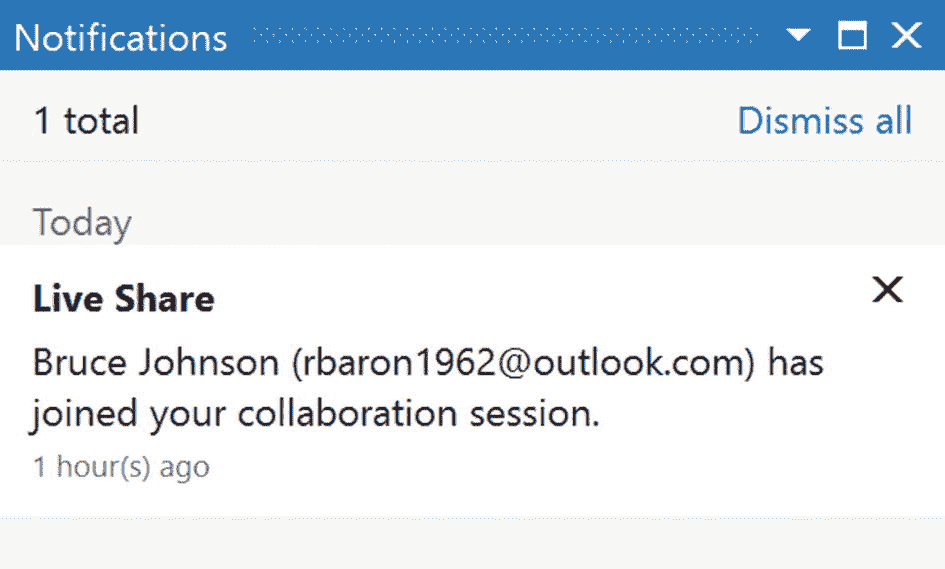 Notifications
1 total
Dismiss all
Today
Live Share
Bruce Johnson (rbaron1962@outlook.com) has
joined your collaboration session.
1 hour(s) ago